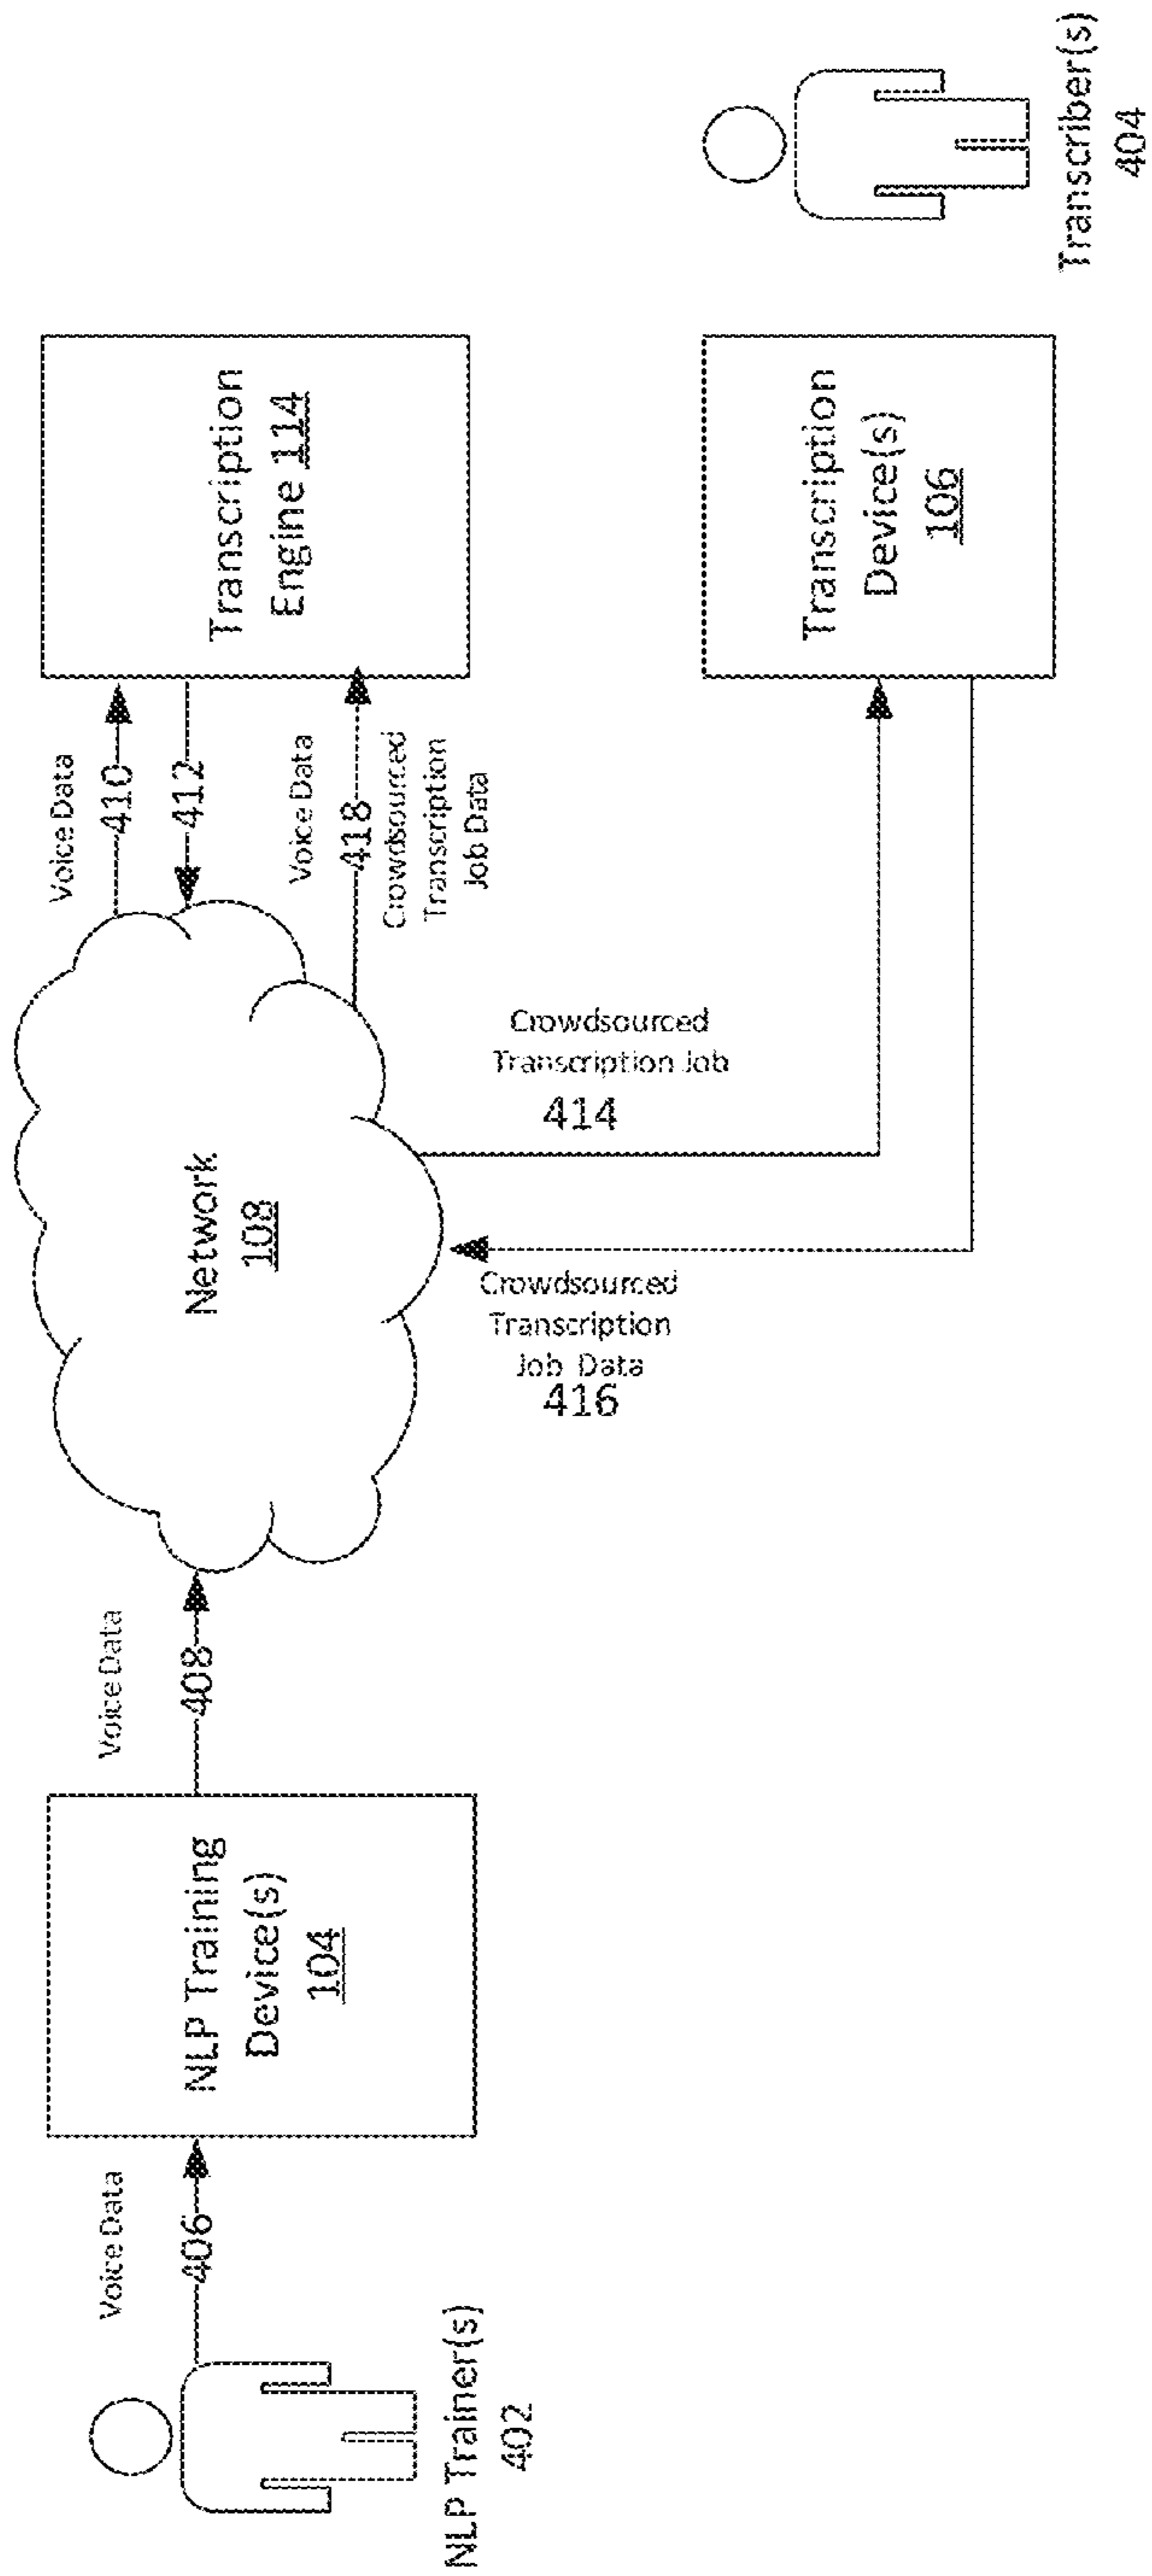 Voice Data
406
NLP Trainer(s)
402
NLP Training
Device(s)
104
Voice Data
408
Network
108
Voice Data
410
412
Voice Data
418
Crowdsourced
Transcription
Job Data
Transcription
Engine 114
Crowdsourced
Transcription Job
414
Crowdsourced
Transcription
Job Data
416
Transcription
Device(s)
106
Transcriber(s)
404